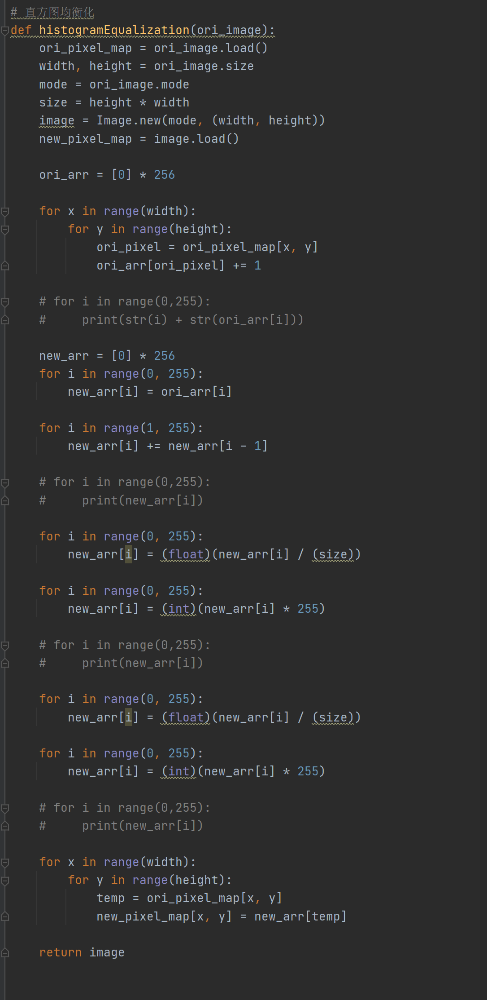 # 直方图均衡化
def histogramEqualization(ori_image):
    ori_pixel_map = ori_image.load()
    width, height = ori_image.size
    mode = ori_image.mode
    size = height * width
    image = Image.new(mode, (width, height))
    new_pixel_map = image.load()

    ori_arr = [0] * 256

    for x in range(width):
        for y in range(height):
            ori_pixel = ori_pixel_map[x, y]
            ori_arr[ori_pixel] += 1

    # for i in range(0,255):
    #     print(str(i) + str(ori_arr[i]))

    new_arr = [0] * 256
    for i in range(0, 255):
        new_arr[i] = ori_arr[i]

    for i in range(1, 255):
        new_arr[i] += new_arr[i - 1]

    # for i in range(0,255):
    #     print(new_arr[i])

    for i in range(0, 255):
        new_arr[i] = (float)(new_arr[i] / (size))

    for i in range(0, 255):
        new_arr[i] = (int)(new_arr[i] * 255)

    # for i in range(0,255):
    #     print(new_arr[i])

    for i in range(0, 255):
        new_arr[i] = (float)(new_arr[i] / (size))

    for i in range(0, 255):
        new_arr[i] = (int)(new_arr[i] * 255)

    # for i in range(0,255):
    #     print(new_arr[i])

    for x in range(width):
        for y in range(height):
            temp = ori_pixel_map[x, y]
            new_pixel_map[x, y] = new_arr[temp]

    return image